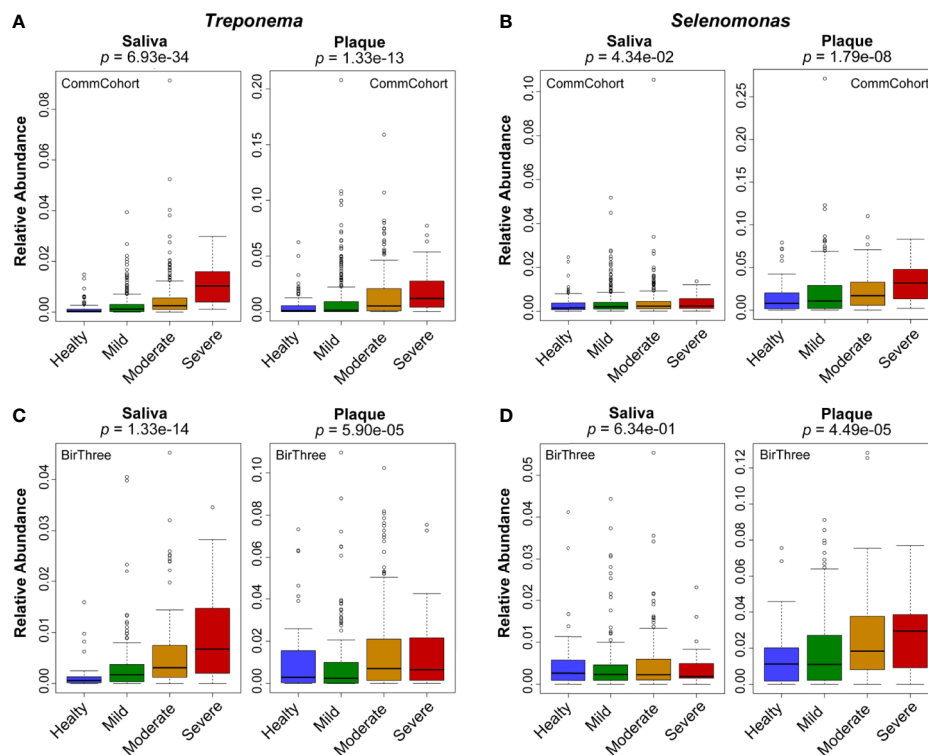 A
Treponema
B
Selenomonas
Saliva
p = 6.93e-34
Plaque
p = 1.33e-13
Saliva
p = 4.34e-02
Plaque
p = 1.79e-08
Relative Abundance
CommCohort
0.08
0.06
0.04
0.02
0.00
Healty
Mild
Moderate
Severe
CommCohort
0.20
0.15
0.10
0.05
0.00
Healty
Mild
Moderate
Severe
Relative Abundance
CommCohort
0.10
0.08
0.06
0.04
0.02
0.00
Healty
Mild
Moderate
Severe
CommCohort
0.25
0.20
0.15
0.10
0.05
0.00
Healty
Mild
Moderate
Severe
C
D
Saliva
p = 1.33e-14
Plaque
p = 5.90e-05
Saliva
p = 6.34e-01
Plaque
p = 4.49e-05
Relative Abundance
BirThree
0.04
0.03
0.02
0.01
0.00
Healty
Mild
Moderate
Severe
BirThree
0.10
0.08
0.06
0.04
0.02
0.00
Healty
Mild
Moderate
Severe
Relative Abundance
BirThree
0.05
0.04
0.03
0.02
0.01
0.00
Healty
Mild
Moderate
Severe
BirThree
0.12
0.10
0.08
0.06
0.04
0.02
0.00
Healty
Mild
Moderate
Severe